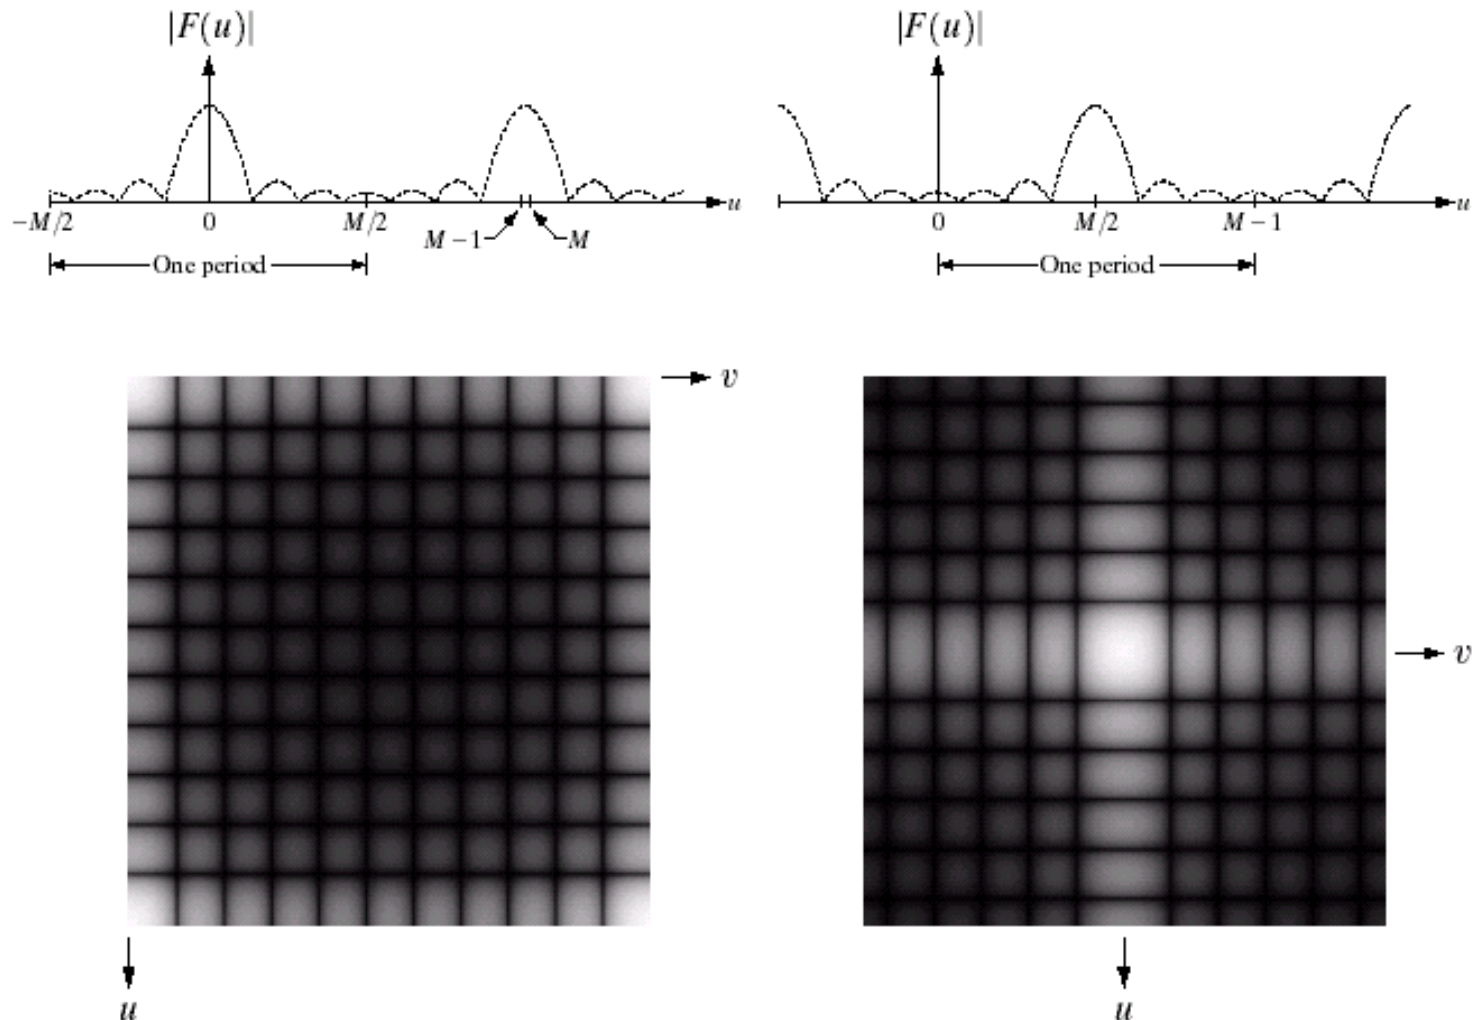 |F(u)|
u
−M/2 0 M/2 M − 1 M
One period
|F(u)|
u
0 M/2 M − 1
One period
v
u
v
u